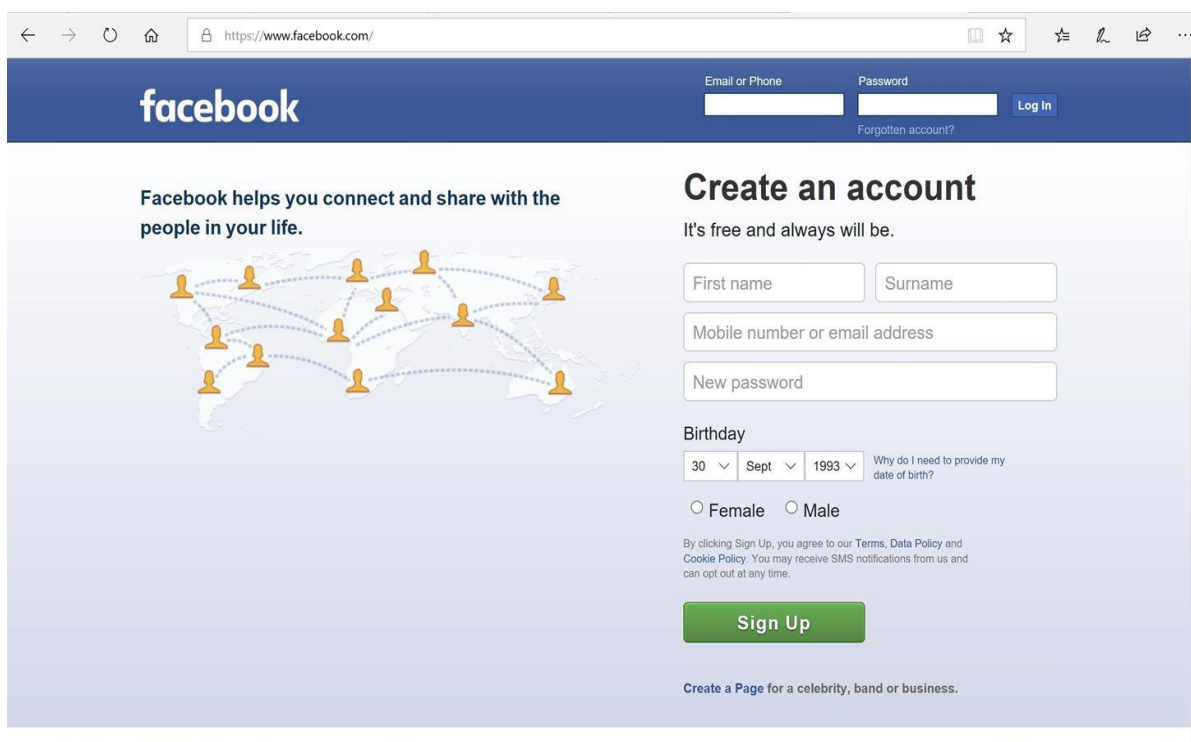 https://www.facebook.com/
facebook
Email or Phone
Password
Log In
Forgotten account?
Facebook helps you connect and share with the
people in your life.
Create an account
It's free and always will be.
First name
Surname
Mobile number or email address
New password
Birthday
30 Sept 1993
Why do I need to provide my
date of birth?
Female Male
By clicking Sign Up, you agree to our Terms, Data Policy and
Cookie Policy. You may receive SMS notifications from us and
can opt out at any time.
Sign Up
Create a Page for a celebrity, band or business.